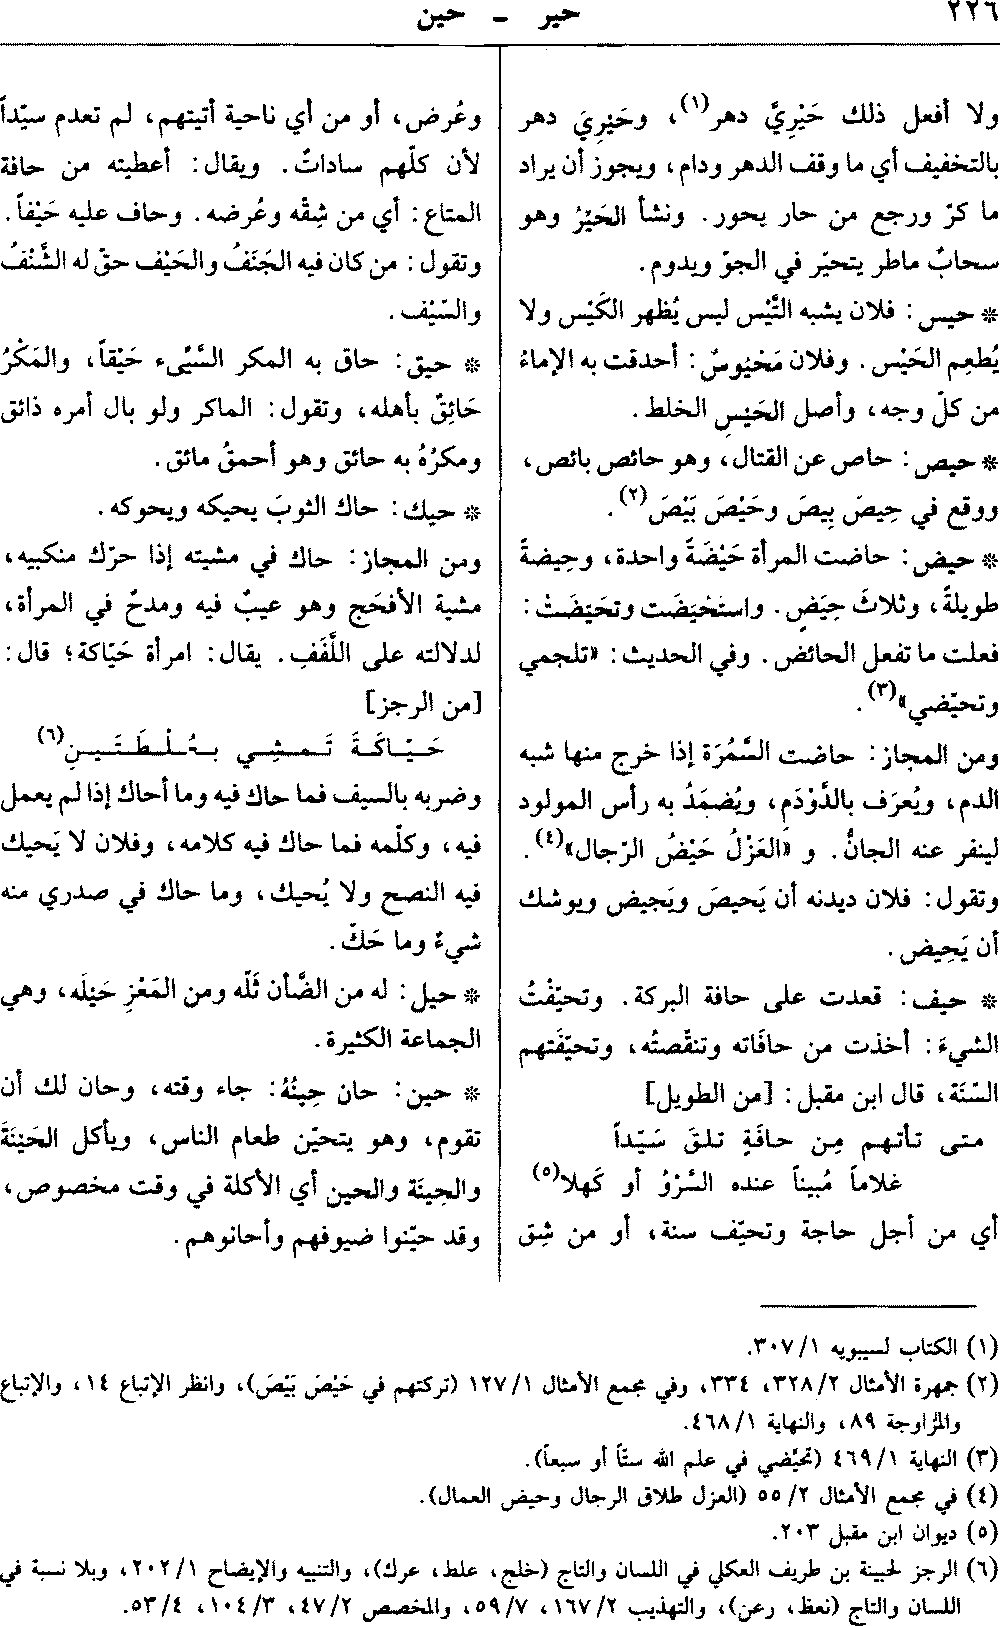 ٢٢٦
حير - حين
ولا أفعل ذلك حَيْرِيَّ دهر(١)، وحَيْرِيَ دهر
بالتخفيف أي ما وقف الدهر ودام، ويجوز أن يراد
ما كرّ ورجع من حار يحور. ونشأ الحَيْرُ وهو
سحابٌ ماطر يتحيّر في الجوّ ويدوم.
* حيس: فلان يشبه التَّيْس ليس يُظهر الكَيْس ولا
يُطعِم الحَيْس. وفلان مَحْيُوسٌ: أحدقت به الإماءُ
من كلّ وجه، وأصل الحَيْسِ الخلط.
* حيص: حاص عن القتال، وهو حائص بائص،
ووقع في حِيصَ بِيصَ وحَيْصَ بَيْصَ(٢).
* حيض: حاضت المرأة حَيْضَةً واحدة، وحِيضةً
طويلةً، وثلاثَ حِيَضٍ. واستُحْيَضَت وتحَيّضَتْ:
فعلت ما تفعل الحائض. وفي الحديث: «تلجمي
وتحيّضي»(٣).
ومن المجاز: حاضت السَّمُرَة إذا خرج منها شبه
الدم، ويُعرَف بالدَّوْدَمِ، ويُضمَدُ به رأس المولود
لينفر عنه الجانُّ. و «العَزْلُ حَيْضُ الرّجال»(٤).
وتقول: فلان ديدنه أن يَحيصَ ويَجيض ويوشك
أن يَحِيض.
* حيف: قعدت على حافة البركة. وتحيّفْتُ
الشيءَ: أخذت من حافَاته وتنقّصتُه، وتحيّفَتهم
السّنَة، قال ابن مقبل: [من الطويل]
متى تأتهم مِن حافَةٍ تلقَ سَيّداً
غلاماً مُبيناً عنده السَّرْوُ أو كَهلا(٥)
أي من أجل حاجة وتحيّف سنة، أو من شِق
وعُرض، أو من أي ناحية أتيتهم، لم تعدم سيّداً
لأن كلّهم ساداتٌ. ويقال: أعطيته من حافة
المتاع: أي من شِقّه وعُرضه. وحاف عليه حَيْفاً.
وتقول: من كان فيه الجَنَفُ والحَيْف حقّ له الشَّنْفُ
والسّيْف.
* حيق: حاق به المكر السَّيِّىء حَيْقاً، والمَكْرُ
حَائِقٌ بأهله، وتقول: الماكر ولو بال أمره ذائق
ومكرُهُ به حائق وهو أحمقُ مائق.
* حيك: حاك الثوبَ يحيكه ويحوكه.
ومن المجاز: حاك في مشيته إذا حرّك منكبيه،
مشية الأفحَج وهو عيبٌ فيه ومدحٌ في المرأة،
لدلالته على اللَّفَفِ. يقال: امرأة حَيّاكة؛ قال:
[من الرجز]
حَيّاكَةً تَمشِي بعُلْطَتَينِ(٦)
وضربه بالسيف فما حاك فيه وما أحاك إذا لم يعمل
فيه، وكلّمه فما حاك فيه كلامه، وفلان لا يَحيك
فيه النصح ولا يُحيك، وما حاك في صدري منه
شيءٌ وما حَكّ.
* حيل: له من الضَّأن ثَلّه ومن المَعْزِ حَيْلَه، وهي
الجماعة الكثيرة.
* حين: حان حِينُهُ: جاء وقته، وحان لك أن
تقوم، وهو يتحيّن طعام الناس، ويأكل الحَيْنَةَ
والحِينَة والحين أي الأكلة في وقت مخصوص،
وقد حيّنوا ضيوفهم وأحانوهم.
(١) الكتاب لسيبويه ٣٠٧/١.
(٢) جمهرة الأمثال ٣٢٨/٢، ٣٣٤، وفي مجمع الأمثال ١٢٧/١ (تركتهم في حَيْصَ بَيْصَ)، وانظر الإتباع ١٤، والإتباع
والمزاوجة ٨٩، والنهاية ٤٦٨/١.
(٣) النهاية ٤٦٩/١ (تحيَّضي في علم الله ستّاً أو سبعاً).
(٤) في مجمع الأمثال ٥٥/٢ (العزل طلاق الرجال وحيض العمال).
(٥) ديوان ابن مقبل ٢٠٣.
(٦) الرجز لحبينة بن طريف العكلي في اللسان والتاج (خلج، علط، عرك)، والتنبيه والإيضاح ٢٠٢/١، وبلا نسبة في
اللسان والتاج (نعظ، رعن)، والتهذيب ١٦٧/٢، ٥٩/٧، والمخصص ٤٧/٢، ١٠٤/٣، ٥٣/٤.